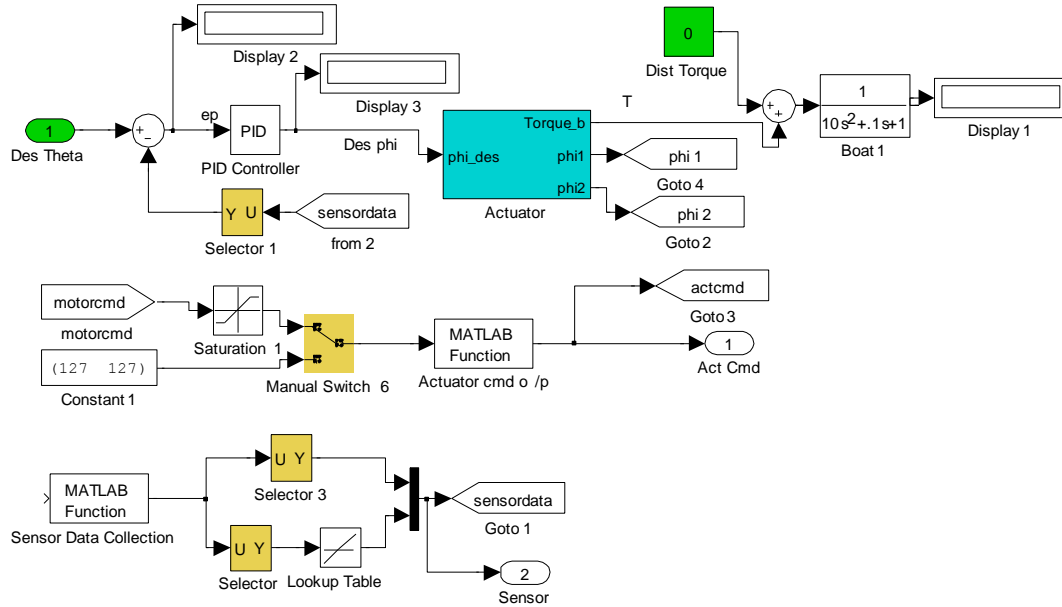 Display 2
0
Dist Torque
Display 3
T
1
10s²+.1s+1
Boat 1
Display 1
1
Des Theta
+
−
ep
PID
PID Controller
Des phi
phi_des
Torque_b
phi1
phi2
Actuator
phi 1
Goto 4
phi 2
Goto 2
+
+
Y U
Selector 1
sensordata
from 2
motorcmd
motorcmd
Saturation 1
(127 127)
Constant 1
Manual Switch 6
MATLAB
Function
Actuator cmd o /p
actcmd
Goto 3
1
Act Cmd
MATLAB
Function
Sensor Data Collection
U Y
Selector 3
U Y
Selector
Lookup Table
sensordata
Goto 1
2
Sensor